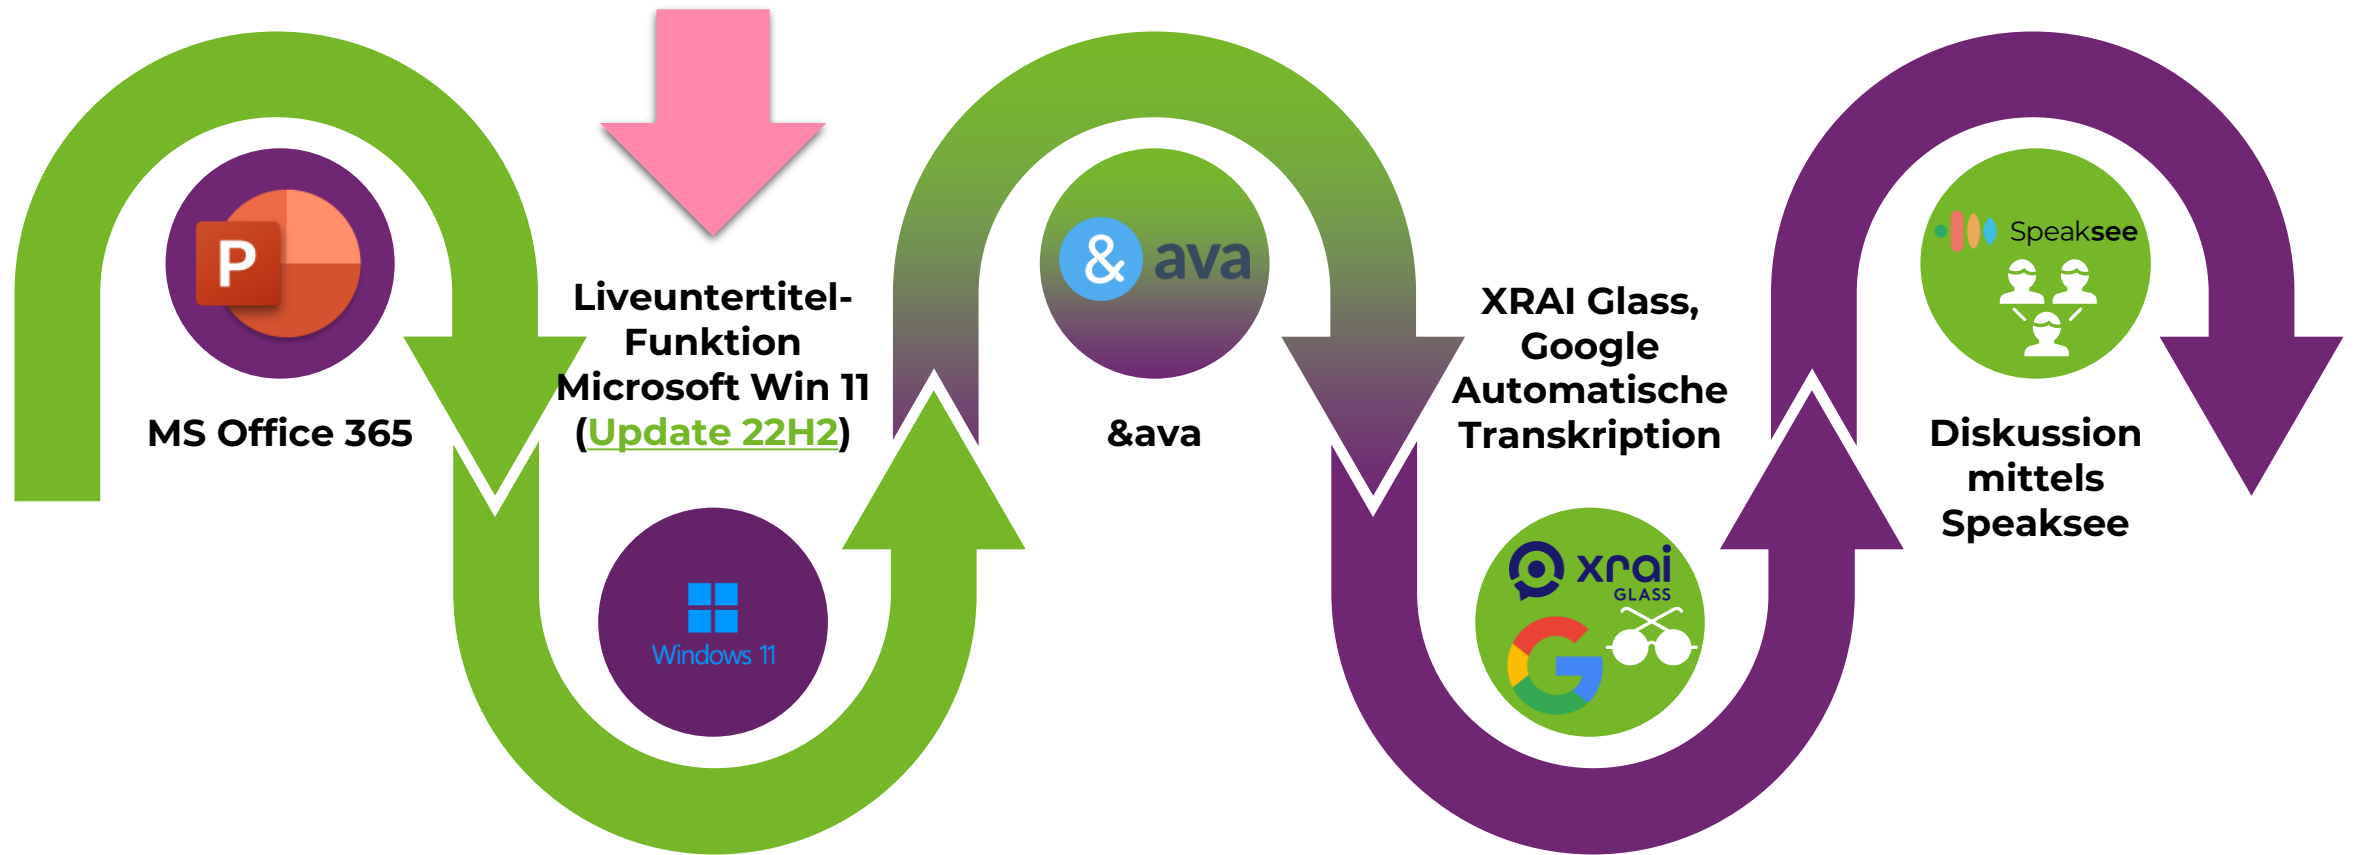 P
MS Office 365
Liveuntertitel-
Funktion
Microsoft Win 11
(Update 22H2)
Windows 11
& ava
&ava
XRAI Glass,
Google
Automatische
Transkription
xrai
GLASS
G
Speaksee
Diskussion
mittels
Speaksee